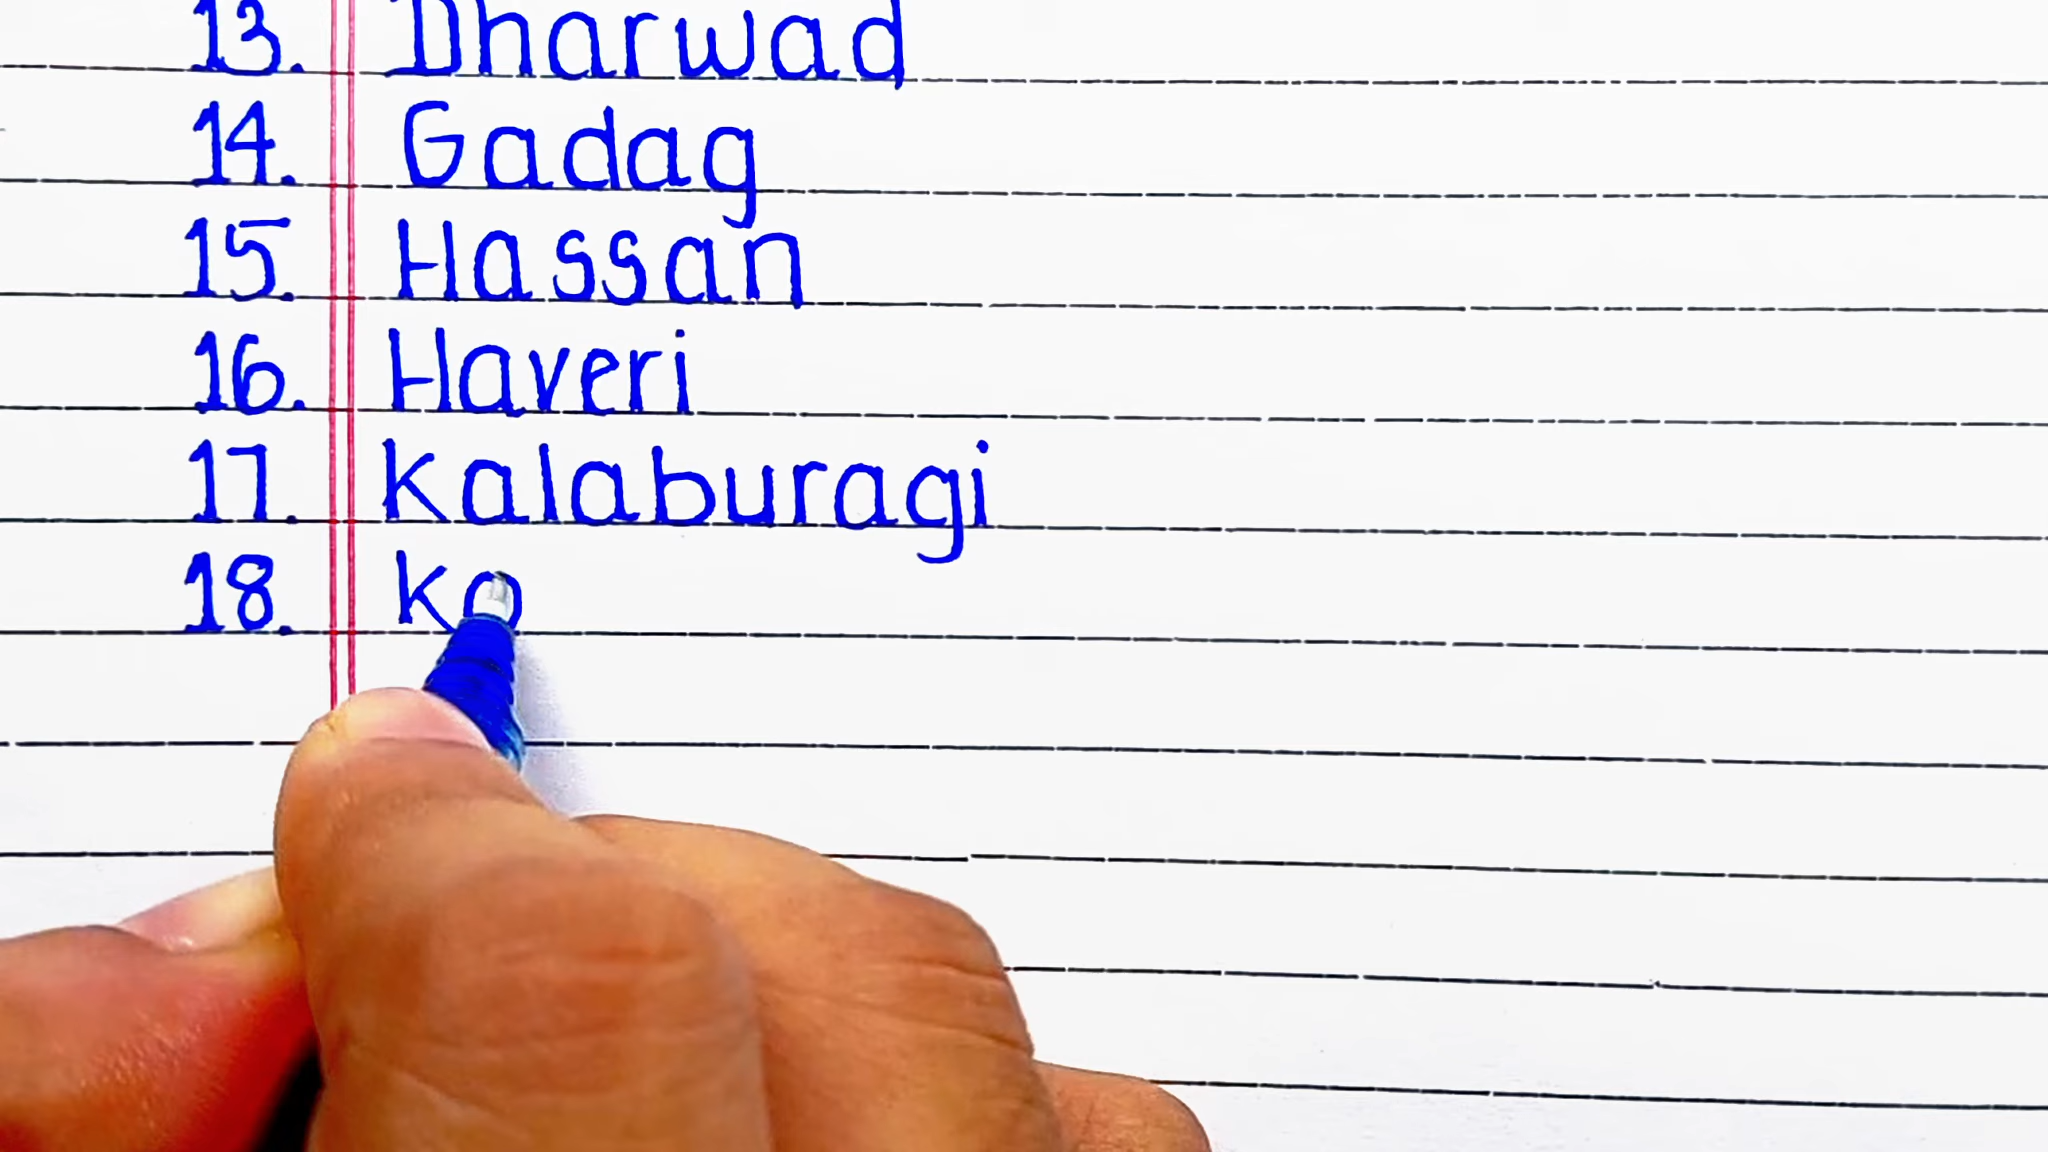 13. Dharwad
14. Gadag
15. Hassan
16. Haveri
17. Kalaburagi
18. Ko